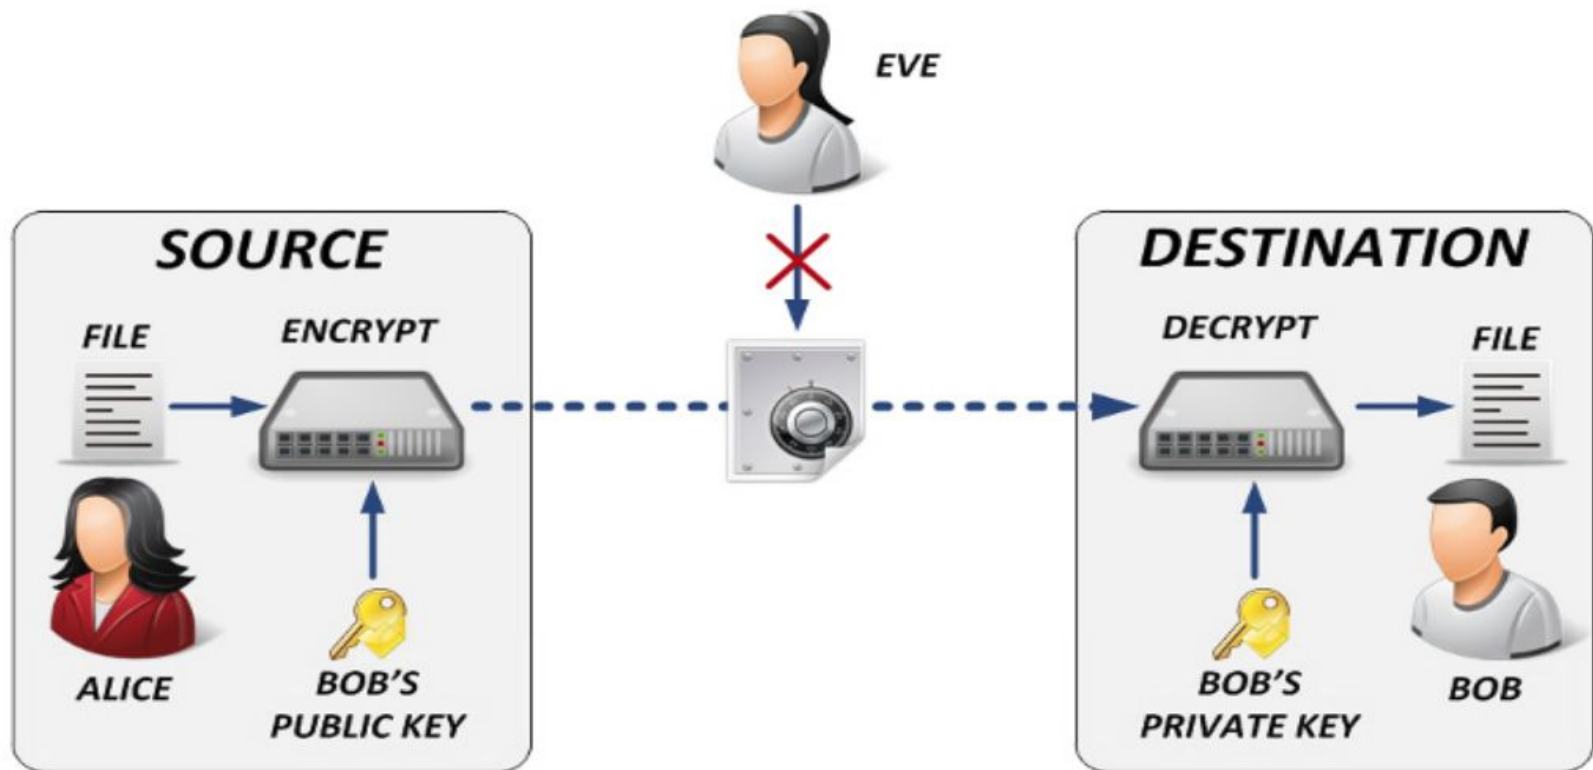 EVE
SOURCE
FILE
ENCRYPT
ALICE
BOB'S
PUBLIC KEY
DESTINATION
DECRYPT
FILE
BOB'S
PRIVATE KEY
BOB